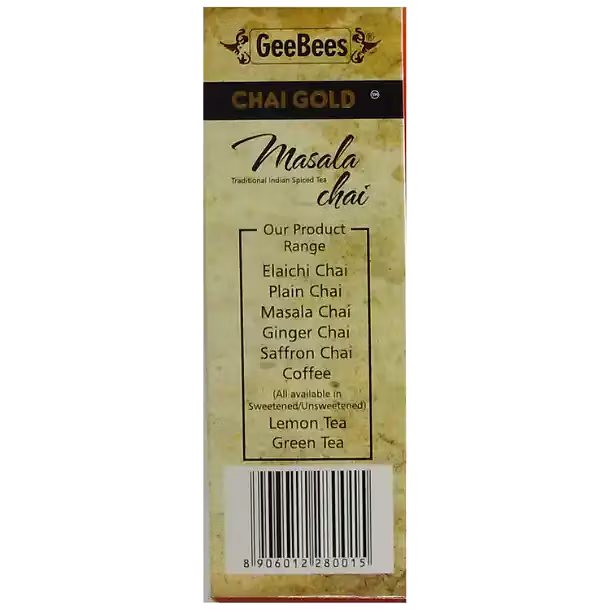 GeeBees ®
CHAI GOLD ™
Masala
Traditional Indian Spiced Tea
chai
Our Product
Range
Elaichi Chai
Plain Chai
Masala Chai
Ginger Chai
Saffron Chai
Coffee
(All available in
Sweetened/Unsweetened)
Lemon Tea
Green Tea
8 906012 280015